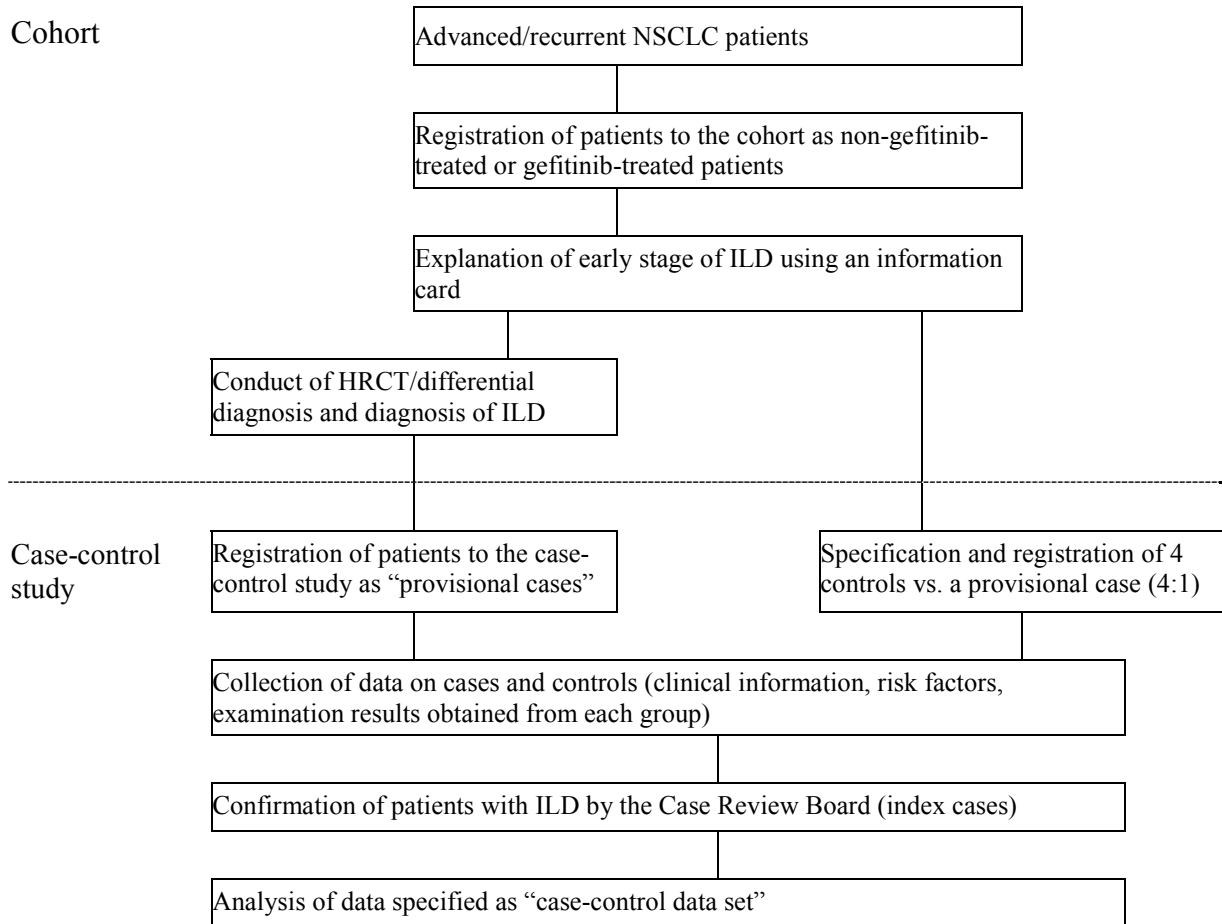 Cohort
Advanced/recurrent NSCLC patients
Registration of patients to the cohort as non-gefitinib-
treated or gefitinib-treated patients
Explanation of early stage of ILD using an information
card
Conduct of HRCT/differential
diagnosis and diagnosis of ILD
Case-control
study
Registration of patients to the case-
control study as “provisional cases”
Specification and registration of 4
controls vs. a provisional case (4:1)
Collection of data on cases and controls (clinical information, risk factors,
examination results obtained from each group)
Confirmation of patients with ILD by the Case Review Board (index cases)
Analysis of data specified as “case-control data set”